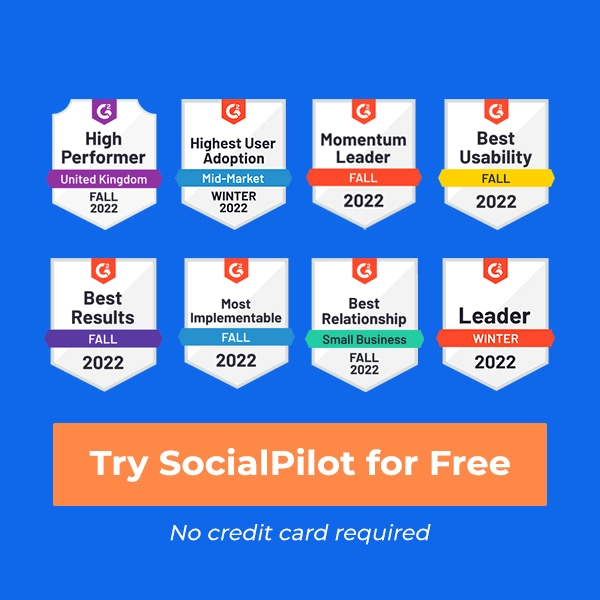 High
Performer
United Kingdom
FALL
2022
Highest User
Adoption
Mid-Market
WINTER
2022
Momentum
Leader
FALL
2022
Best
Usability
FALL
2022
Best
Results
FALL
2022
Most
Implementable
FALL
2022
Best
Relationship
Small Business
FALL
2022
Leader
WINTER
2022
Try SocialPilot for Free
No credit card required